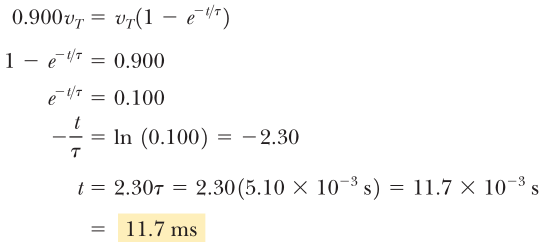 0.900v_T = v_T(1 − e^{−t/τ})
1 − e^{−t/τ} = 0.900
e^{−t/τ} = 0.100
−t/τ = ln (0.100) = −2.30
t = 2.30τ = 2.30(5.10 × 10^{−3} s) = 11.7 × 10^{−3} s
= 11.7 ms